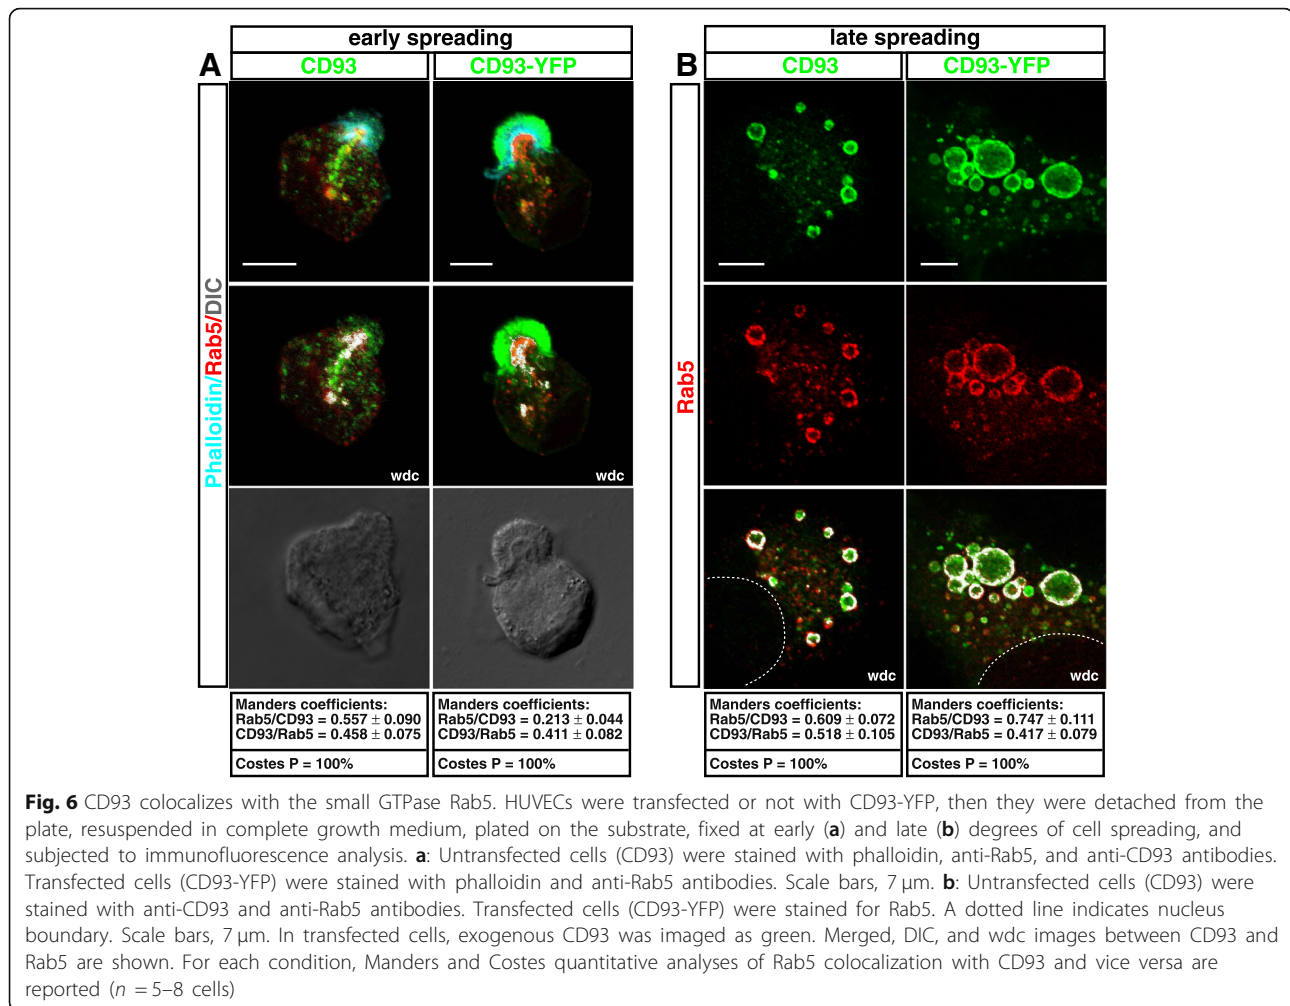 early spreading
A
CD93
CD93-YFP
Phalloidin/Rab5/DIC
wdc
wdc
Manders coefficients:
Rab5/CD93 = 0.557 ± 0.090
CD93/Rab5 = 0.458 ± 0.075
Costes P = 100%
Manders coefficients:
Rab5/CD93 = 0.213 ± 0.044
CD93/Rab5 = 0.411 ± 0.082
Costes P = 100%
late spreading
B
CD93
CD93-YFP
Rab5
wdc
wdc
Manders coefficients:
Rab5/CD93 = 0.609 ± 0.072
CD93/Rab5 = 0.518 ± 0.105
Costes P = 100%
Manders coefficients:
Rab5/CD93 = 0.747 ± 0.111
CD93/Rab5 = 0.417 ± 0.079
Costes P = 100%
Fig. 6 CD93 colocalizes with the small GTPase Rab5. HUVECs were transfected or not with CD93-YFP, then they were detached from the
plate, resuspended in complete growth medium, plated on the substrate, fixed at early (a) and late (b) degrees of cell spreading, and
subjected to immunofluorescence analysis. a: Untransfected cells (CD93) were stained with phalloidin, anti-Rab5, and anti-CD93 antibodies.
Transfected cells (CD93-YFP) were stained with phalloidin and anti-Rab5 antibodies. Scale bars, 7 μm. b: Untransfected cells (CD93) were
stained with anti-CD93 and anti-Rab5 antibodies. Transfected cells (CD93-YFP) were stained for Rab5. A dotted line indicates nucleus
boundary. Scale bars, 7 μm. In transfected cells, exogenous CD93 was imaged as green. Merged, DIC, and wdc images between CD93 and
Rab5 are shown. For each condition, Manders and Costes quantitative analyses of Rab5 colocalization with CD93 and vice versa are
reported (n = 5–8 cells)